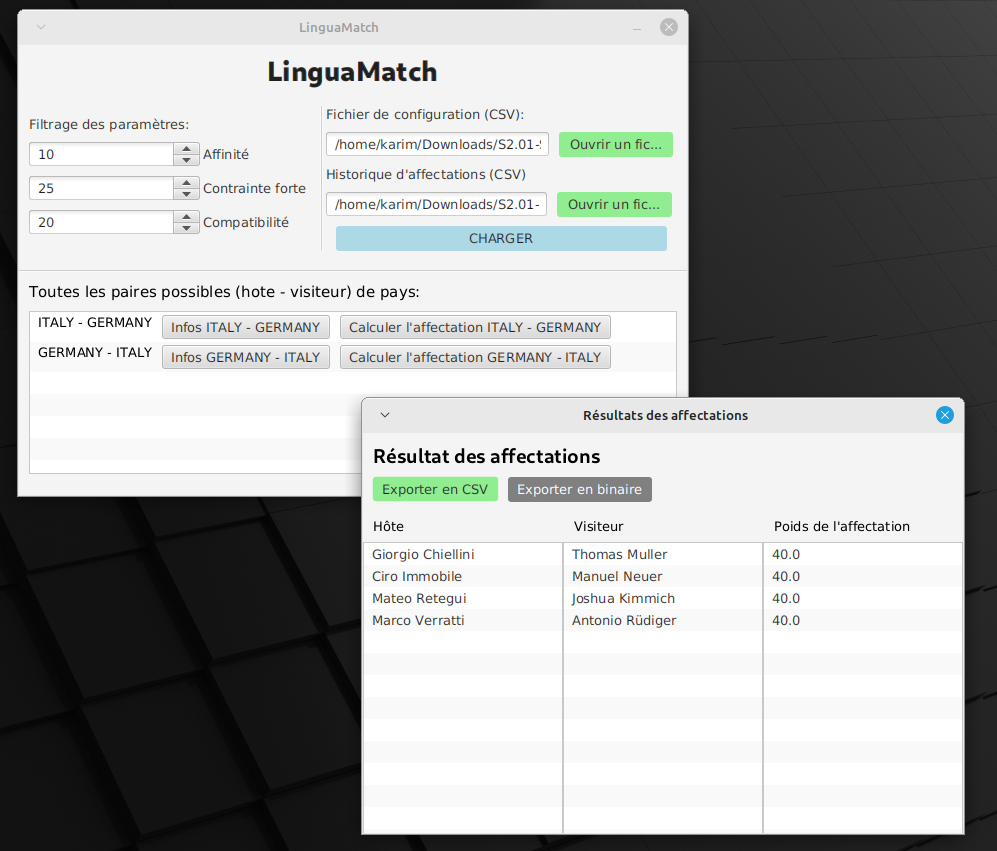 LinguaMatch
LinguaMatch
Filtrage des paramètres:
10 Affinité
25 Contrainte forte
20 Compatibilité
Fichier de configuration (CSV):
/home/karim/Downloads/S2.01- Ouvrir un fic...
Historique d'affectations (CSV)
/home/karim/Downloads/S2.01- Ouvrir un fic...
CHARGER
Toutes les paires possibles (hote - visiteur) de pays:
ITALY - GERMANY Infos ITALY - GERMANY Calculer l'affectation ITALY - GERMANY
GERMANY - ITALY Infos GERMANY - ITALY Calculer l'affectation GERMANY - ITALY
Résultats des affectations
Résultat des affectations
Exporter en CSV Exporter en binaire
Hôte Visiteur Poids de l'affectation
Giorgio Chiellini Thomas Muller 40.0
Ciro Immobile Manuel Neuer 40.0
Mateo Retegui Joshua Kimmich 40.0
Marco Verratti Antonio Rüdiger 40.0